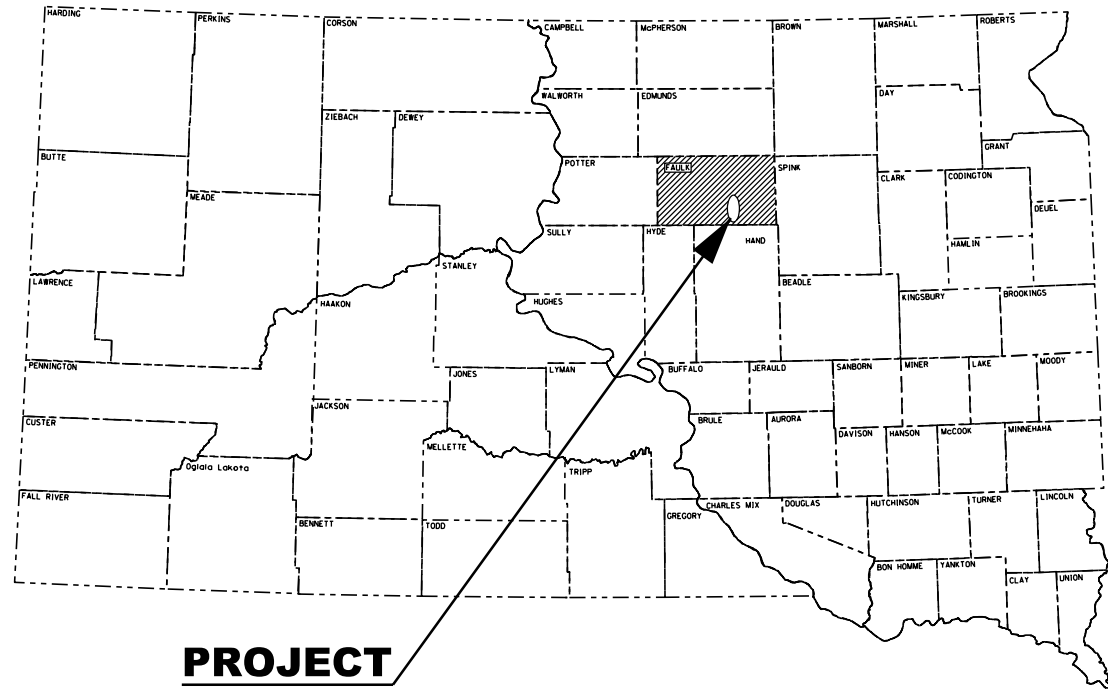 HARDING
PERKINS
CORSON
CAMPBELL
McPHERSON
BROWN
MARSHALL
ROBERTS
WALWORTH
EDMUNDS
DAY
ZIEBACH
DEWEY
GRANT
BUTTE
POTTER
FAULK
SPINK
CLARK
CODINGTON
MEADE
DEUEL
SULLY
HYDE
HAND
HAMLIN
STANLEY
LAWRENCE
HAAKON
HUGHES
BEADLE
KINGSBURY
BROOKINGS
PENNINGTON
JONES
LYMAN
BUFFALO
JERAULD
SANBORN
MINER
LAKE
MOODY
JACKSON
CUSTER
BRULE
AURORA
DAVISON
HANSON
McCOOK
MINNEHAHA
MELLETTE
Oglala Lakota
TRIPP
FALL RIVER
GREGORY
CHARLES MIX
DOUGLAS
HUTCHINSON
TURNER
LINCOLN
BENNETT
TODD
BON HOMME
YANKTON
CLAY
UNION
PROJECT